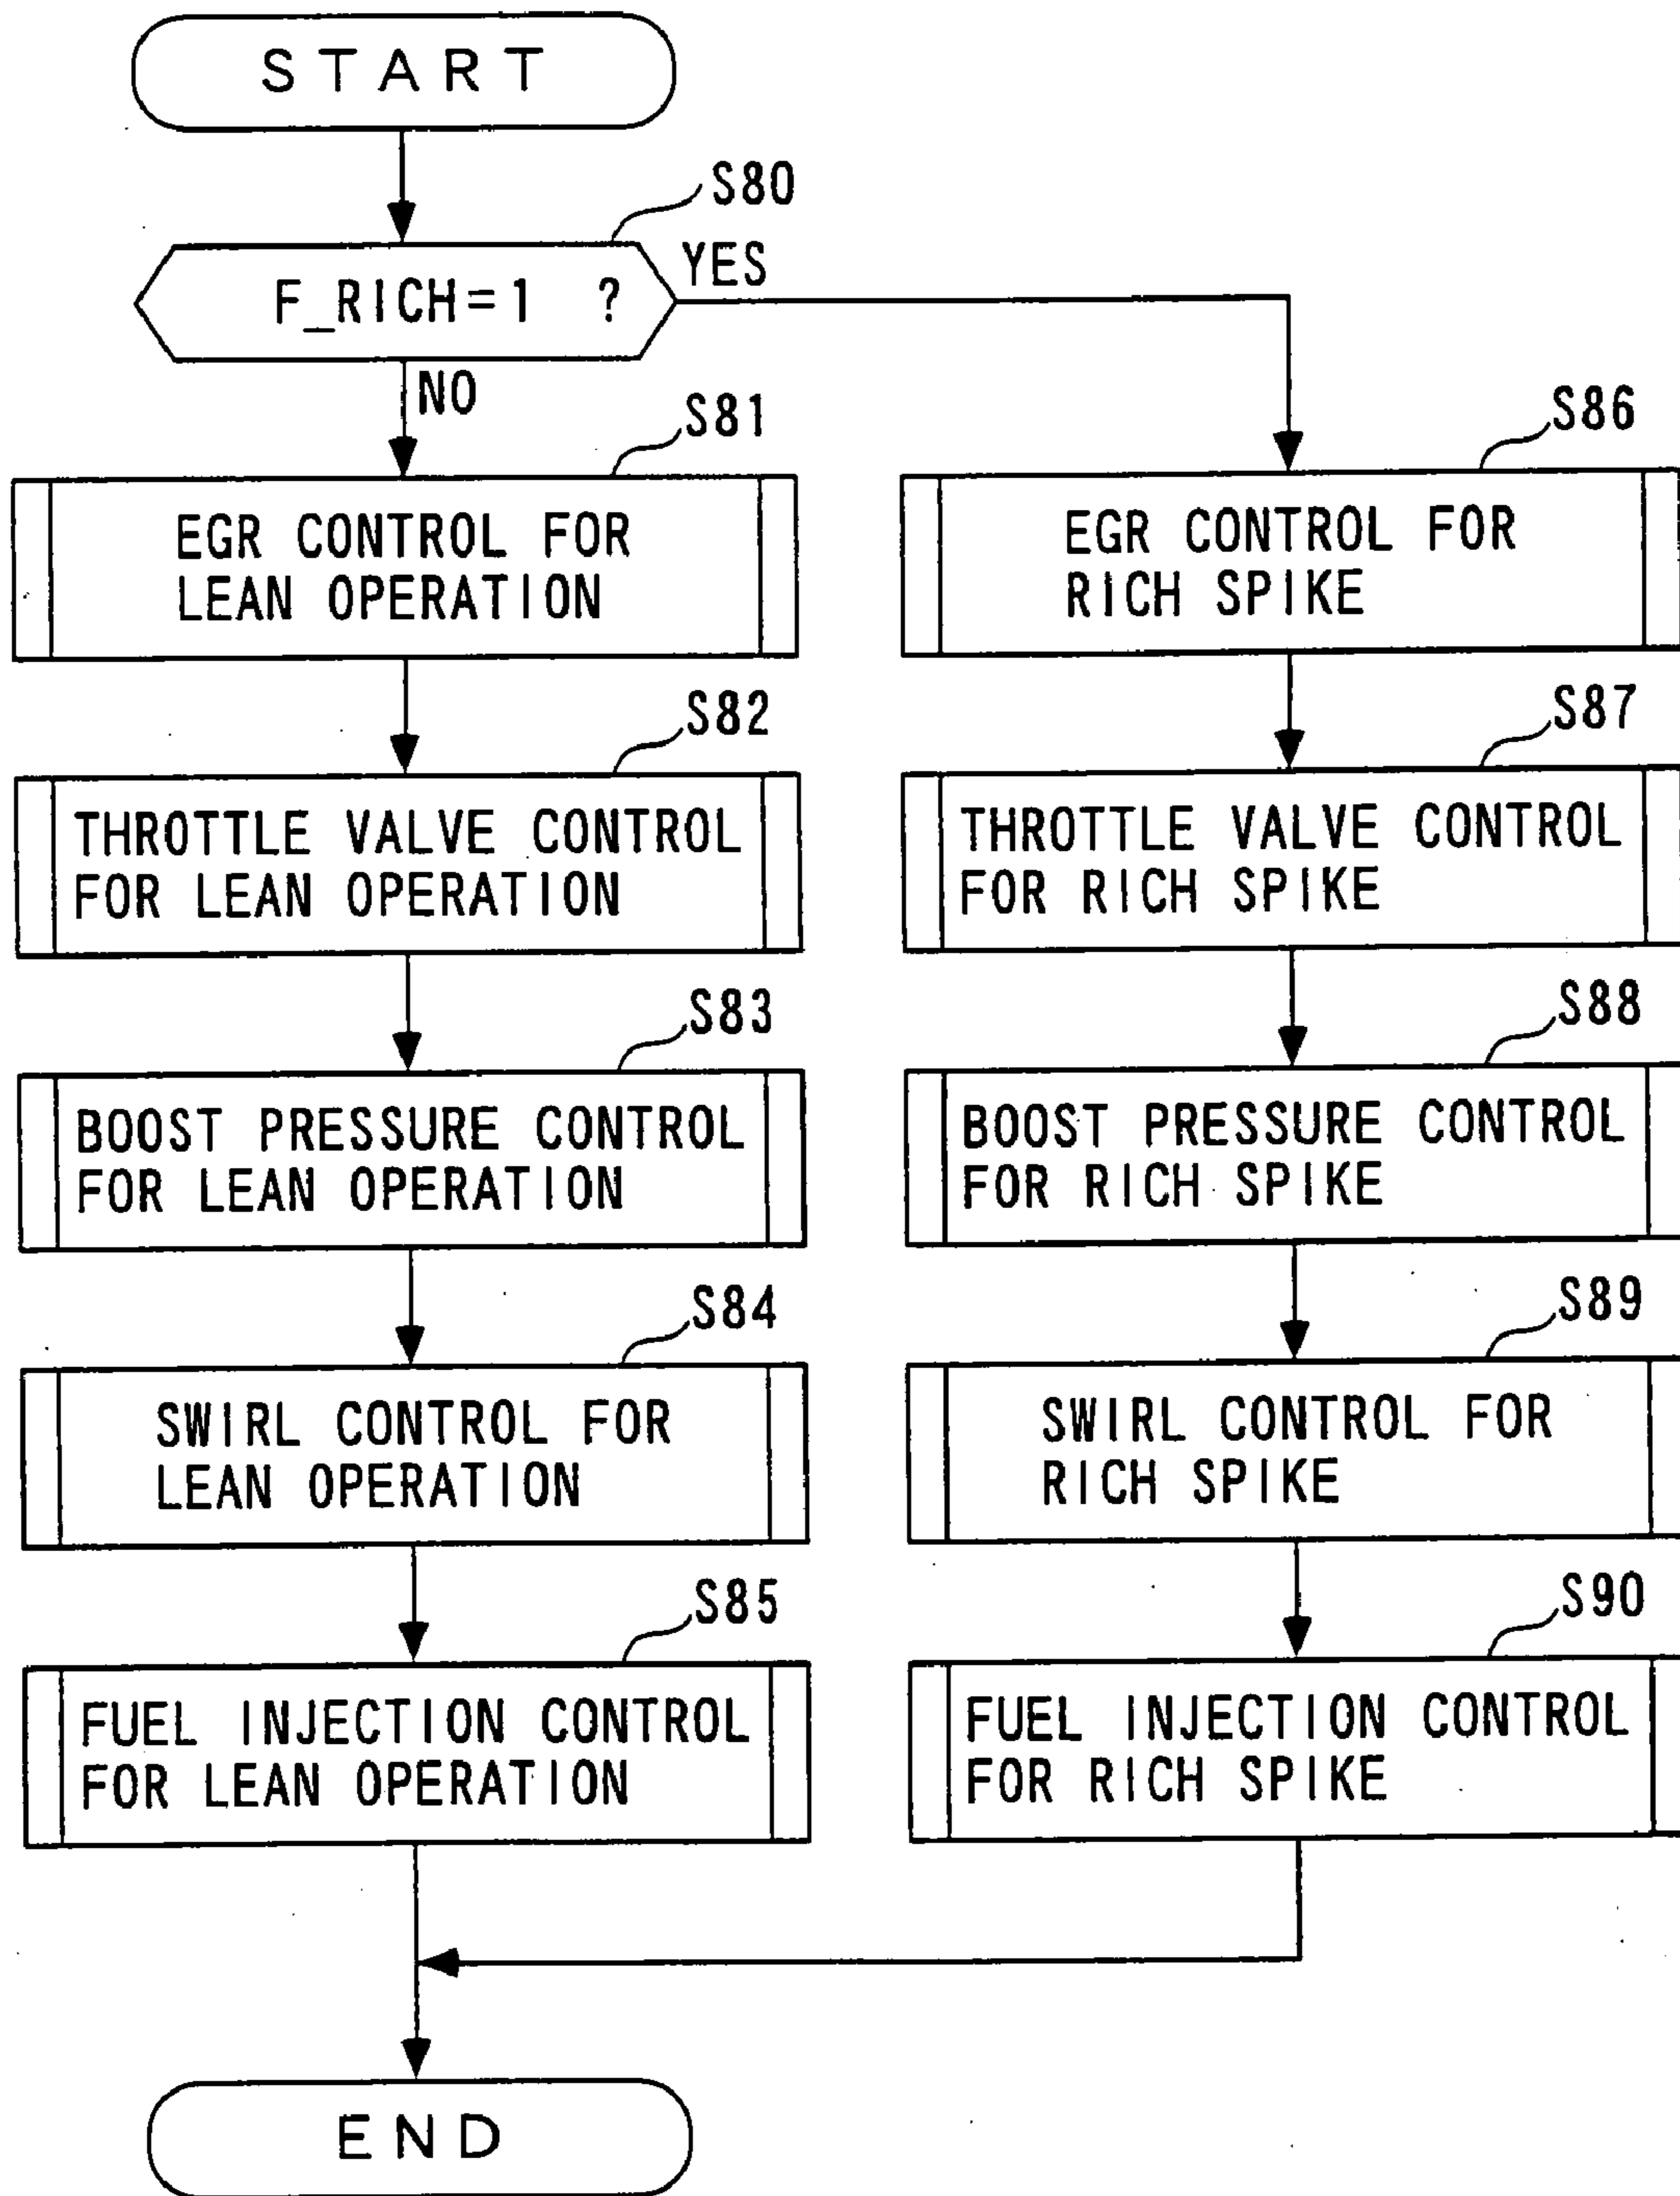 START
S80
F_RICH=1 ?
YES
NO
S81
EGR CONTROL FOR
LEAN OPERATION
S82
THROTTLE VALVE CONTROL
FOR LEAN OPERATION
S83
BOOST PRESSURE CONTROL
FOR LEAN OPERATION
S84
SWIRL CONTROL FOR
LEAN OPERATION
S85
FUEL INJECTION CONTROL
FOR LEAN OPERATION
S86
EGR CONTROL FOR
RICH SPIKE
S87
THROTTLE VALVE CONTROL
FOR RICH SPIKE
S88
BOOST PRESSURE CONTROL
FOR RICH SPIKE
S89
SWIRL CONTROL FOR
RICH SPIKE
S90
FUEL INJECTION CONTROL
FOR RICH SPIKE
END